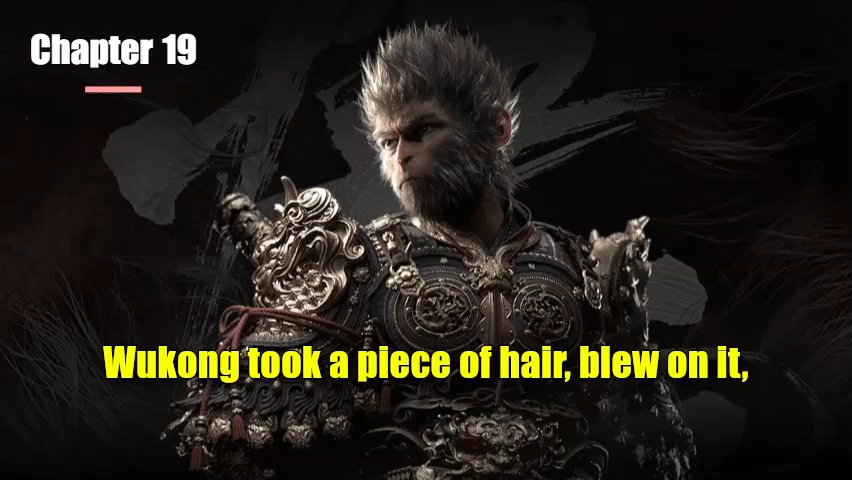 Chapter 19
Wukong took a piece of hair, blew on it,